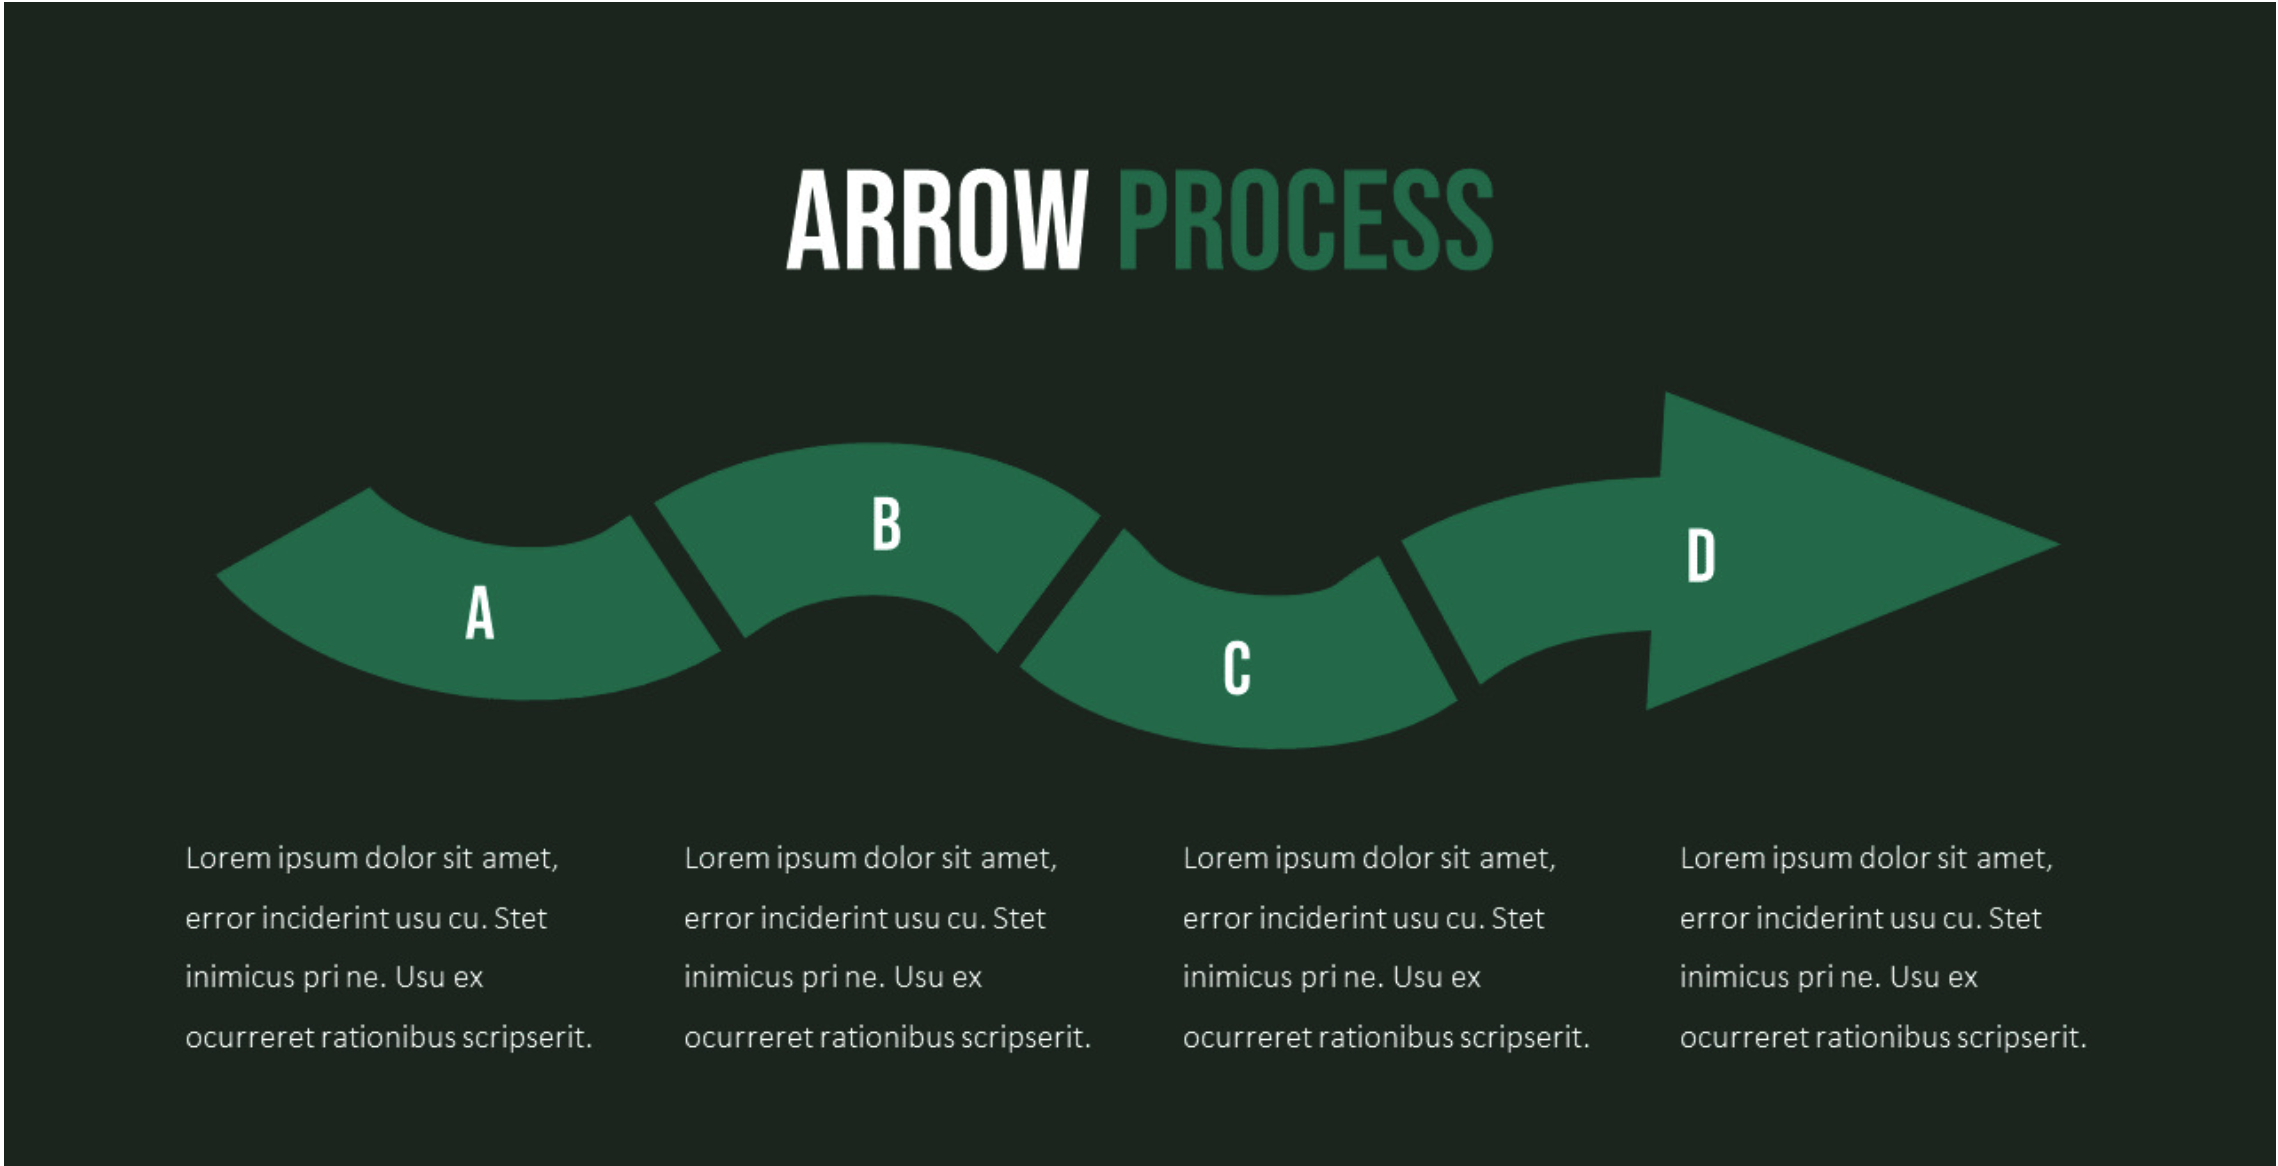 ARROW PROCESS
A
B
C
D
Lorem ipsum dolor sit amet,
error inciderint usu cu. Stet
inimicus pri ne. Usu ex
ocurreret rationibus scripserit.
Lorem ipsum dolor sit amet,
error inciderint usu cu. Stet
inimicus pri ne. Usu ex
ocurreret rationibus scripserit.
Lorem ipsum dolor sit amet,
error inciderint usu cu. Stet
inimicus pri ne. Usu ex
ocurreret rationibus scripserit.
Lorem ipsum dolor sit amet,
error inciderint usu cu. Stet
inimicus pri ne. Usu ex
ocurreret rationibus scripserit.